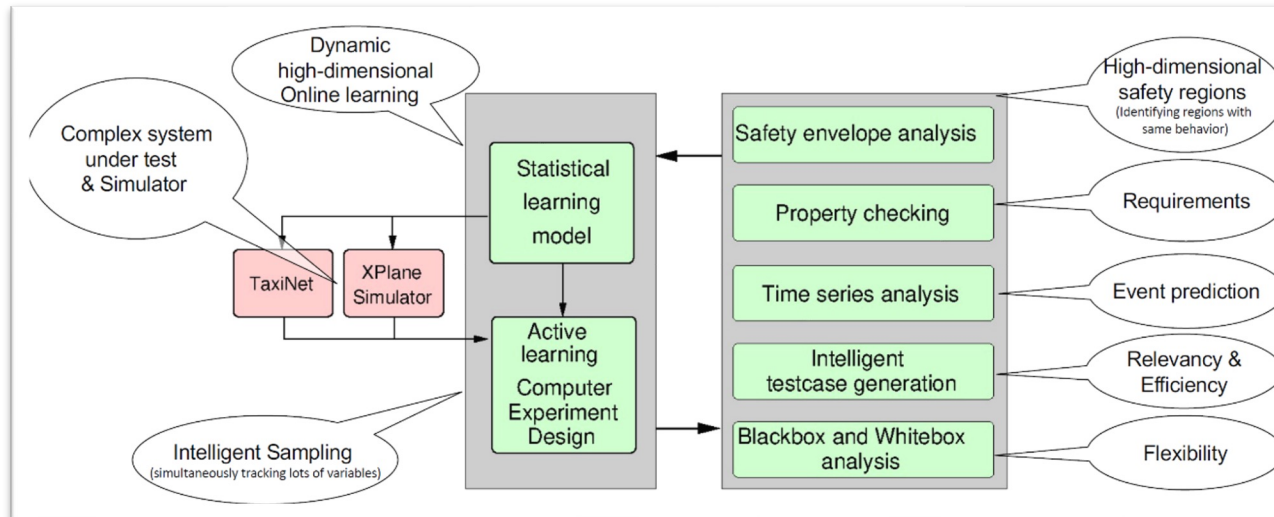 Dynamic
high-dimensional
Online learning
Complex system
under test
& Simulator
TaxiNet
XPlane
Simulator
Intelligent Sampling
(simultaneously tracking lots of variables)
Statistical
learning
model
Active
learning
Computer
Experiment
Design
Safety envelope analysis
Property checking
Time series analysis
Intelligent
testcase generation
Blackbox and Whitebox
analysis
High-dimensional
safety regions
(Identifying regions with
same behavior)
Requirements
Event prediction
Relevancy &
Efficiency
Flexibility